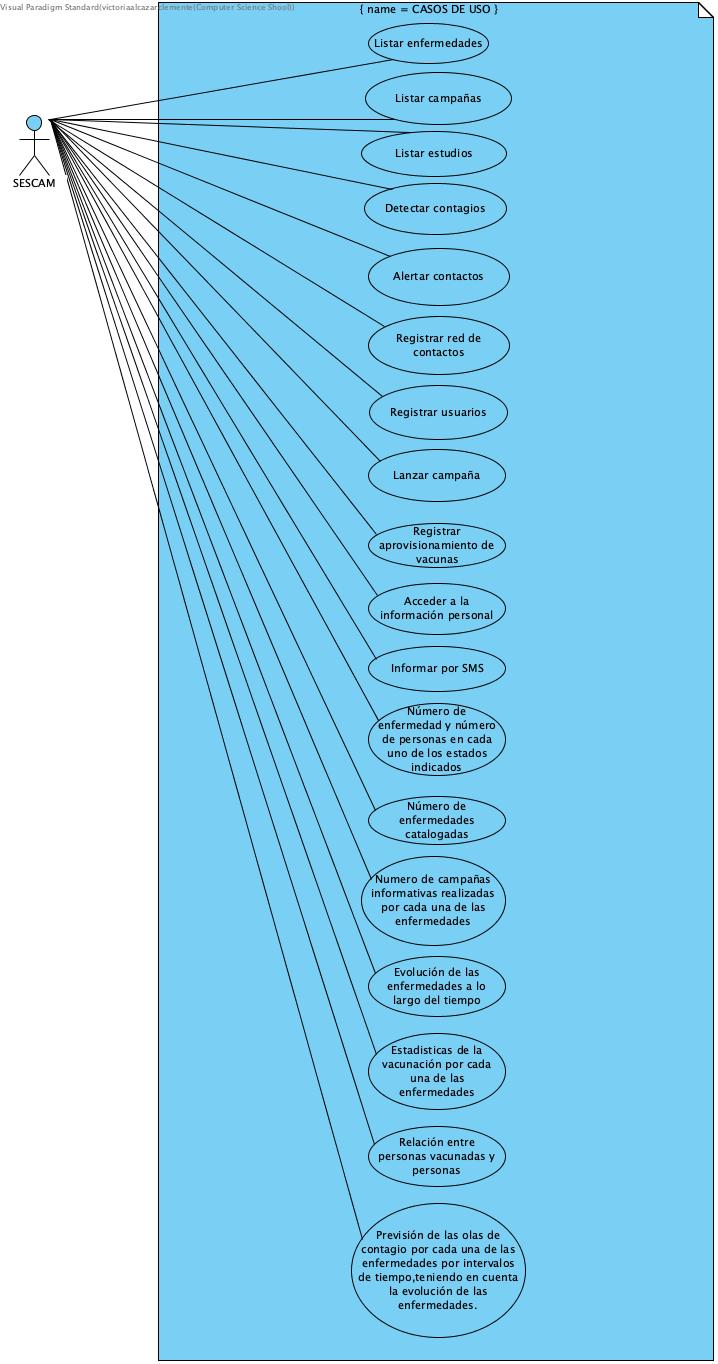 Visual Paradigm Standard(victoriaalcazarclemente(Computer Science Shool))
{ name = CASOS DE USO }
Listar enfermedades
Listar campañas
Listar estudios
Detectar contagios
SESCAM
Alertar contactos
Registrar red de
contactos
Registrar usuarios
Lanzar campaña
Registrar
aprovisionamiento de
vacunas
Acceder a la
información personal
Informar por SMS
Número de
enfermedad y número
de personas en cada
uno de los estados
indicados
Número de
enfermedades
catalogadas
Numero de campañas
informativas realizadas
por cada una de las
enfermedades
Evolución de las
enfermedades a lo
largo del tiempo
Estadisticas de la
vacunación por cada
una de las
enfermedades
Relación entre
personas vacunadas y
personas
Previsión de las olas de
contagio por cada una de las
enfermedades por intervalos
de tiempo,teniendo en cuenta
la evolución de las
enfermedades.